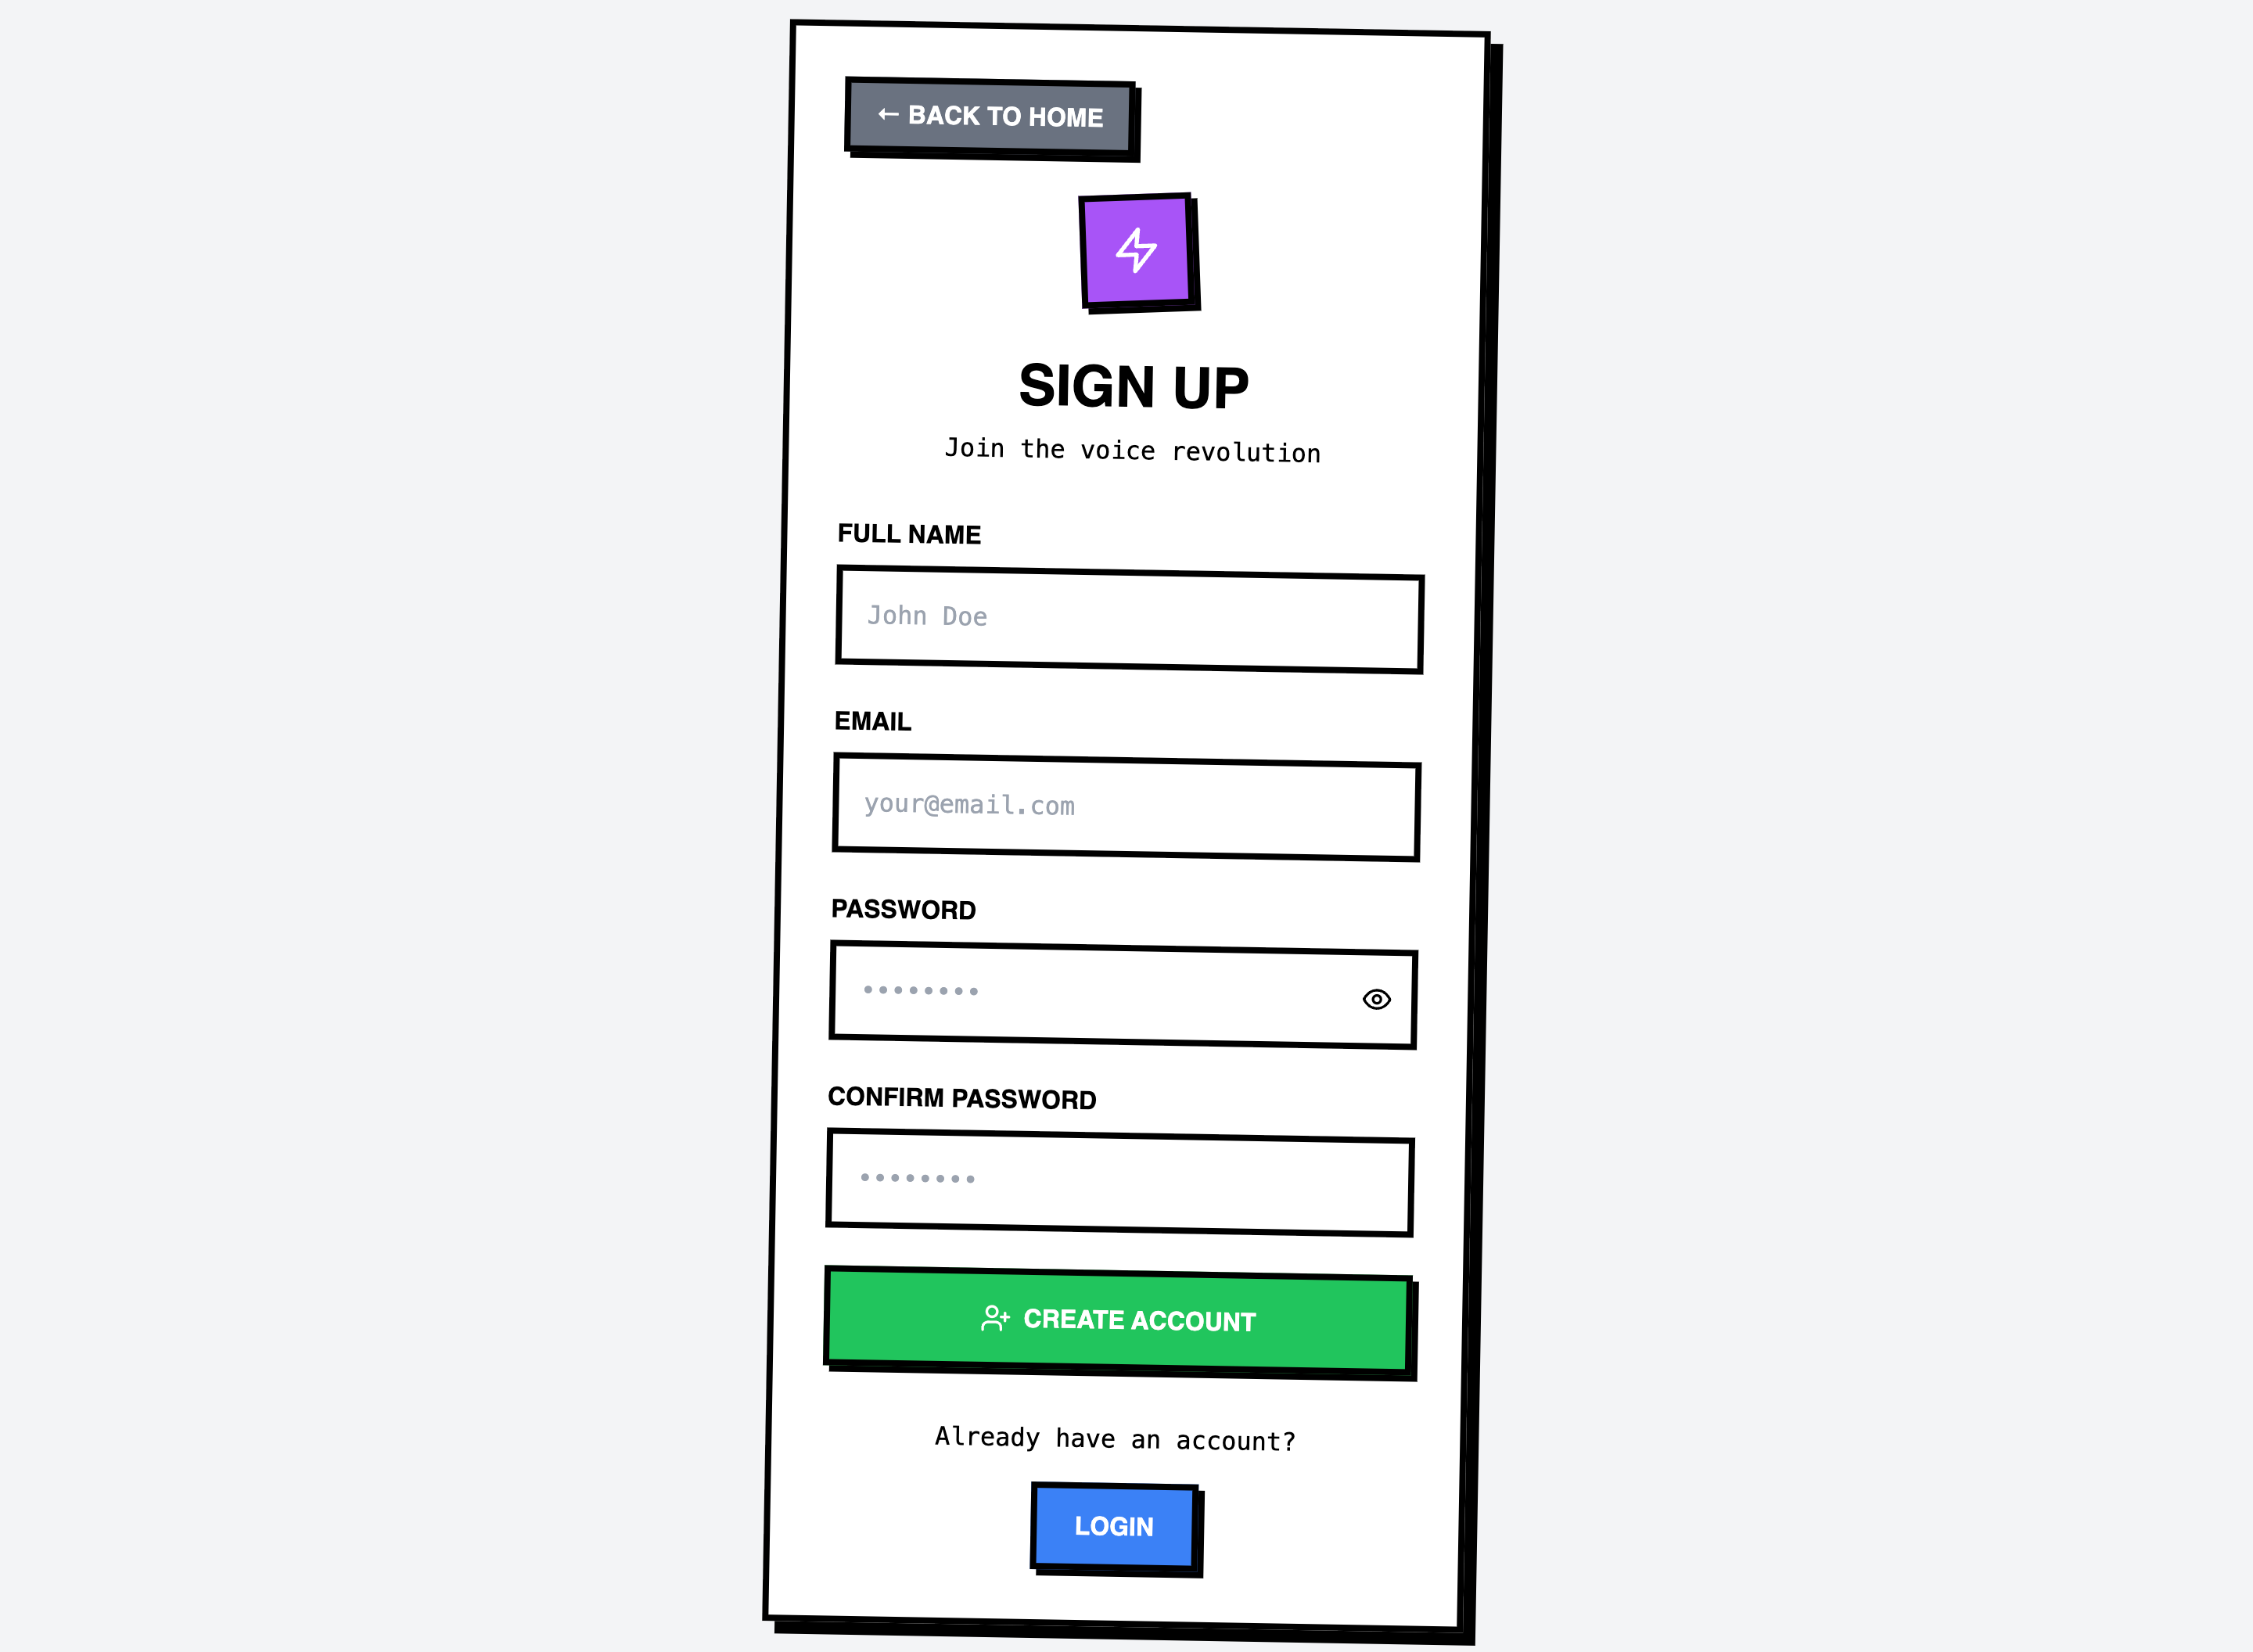 ← BACK TO HOME
SIGN UP
Join the voice revolution
FULL NAME
John Doe
EMAIL
your@email.com
PASSWORD
••••••••
CONFIRM PASSWORD
••••••••
CREATE ACCOUNT
Already have an account?
LOGIN